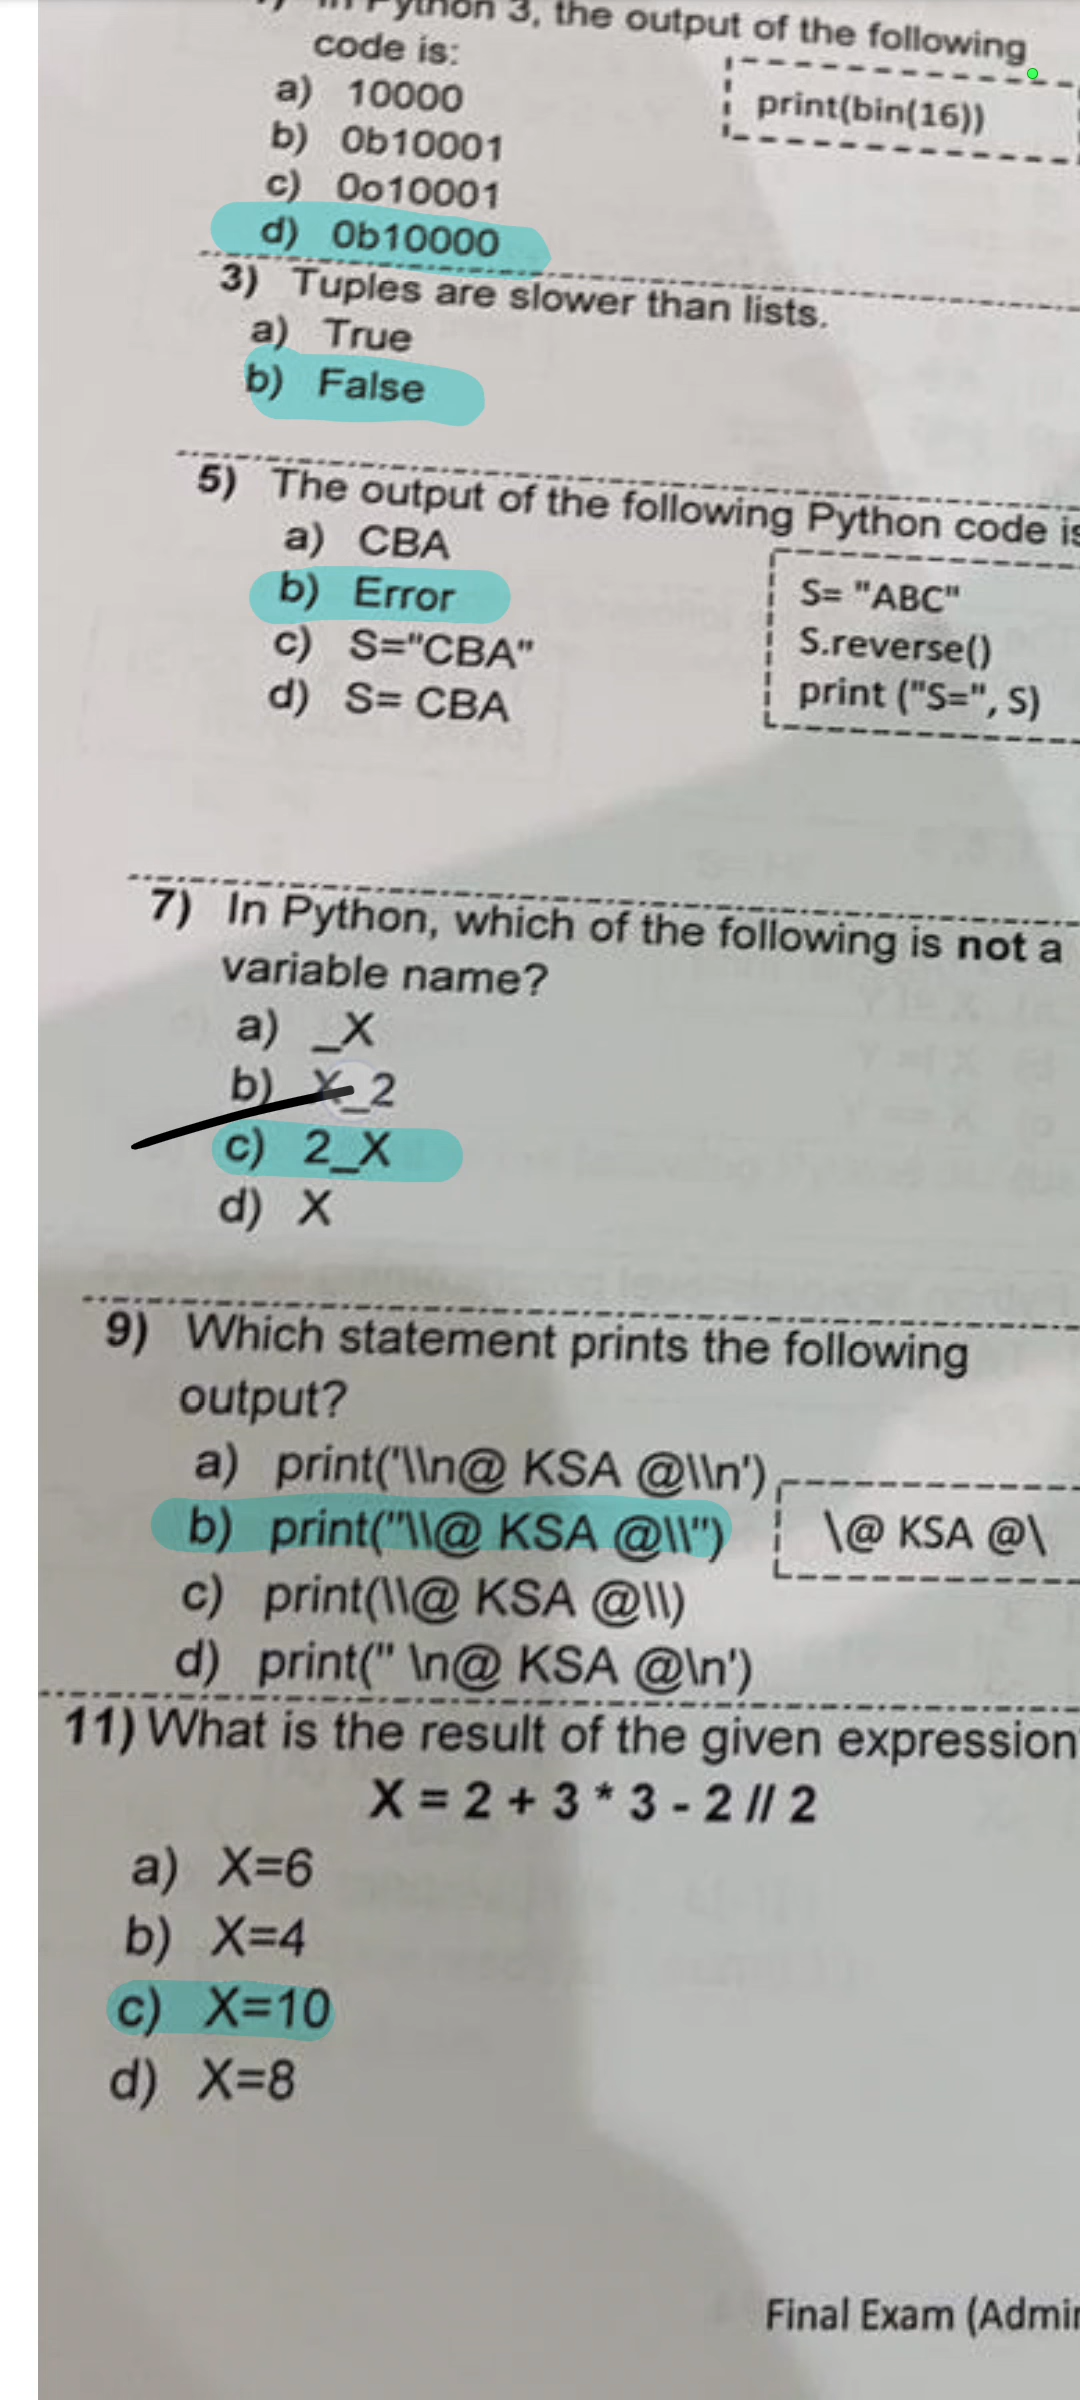 In Python 3, the output of the following
code is:
print(bin(16))
a) 10000
b) 0b10001
c) 0o10001
d) 0b10000
3) Tuples are slower than lists.
a) True
b) False
5) The output of the following Python code is
a) CBA
b) Error
c) S="CBA"
d) S= CBA
S= "ABC"
S.reverse()
print ("S=", S)
7) In Python, which of the following is not a
variable name?
a) _X
b) X_2
c) 2_X
d) X
9) Which statement prints the following
output?
a) print('\\n@ KSA @\\n')
b) print("\\@ KSA @\\")
c) print(\\@ KSA @\\)
d) print(" \n@ KSA @\n')
\@ KSA @\
11) What is the result of the given expression
X = 2 + 3 * 3 - 2 // 2
a) X=6
b) X=4
c) X=10
d) X=8
Final Exam (Admin